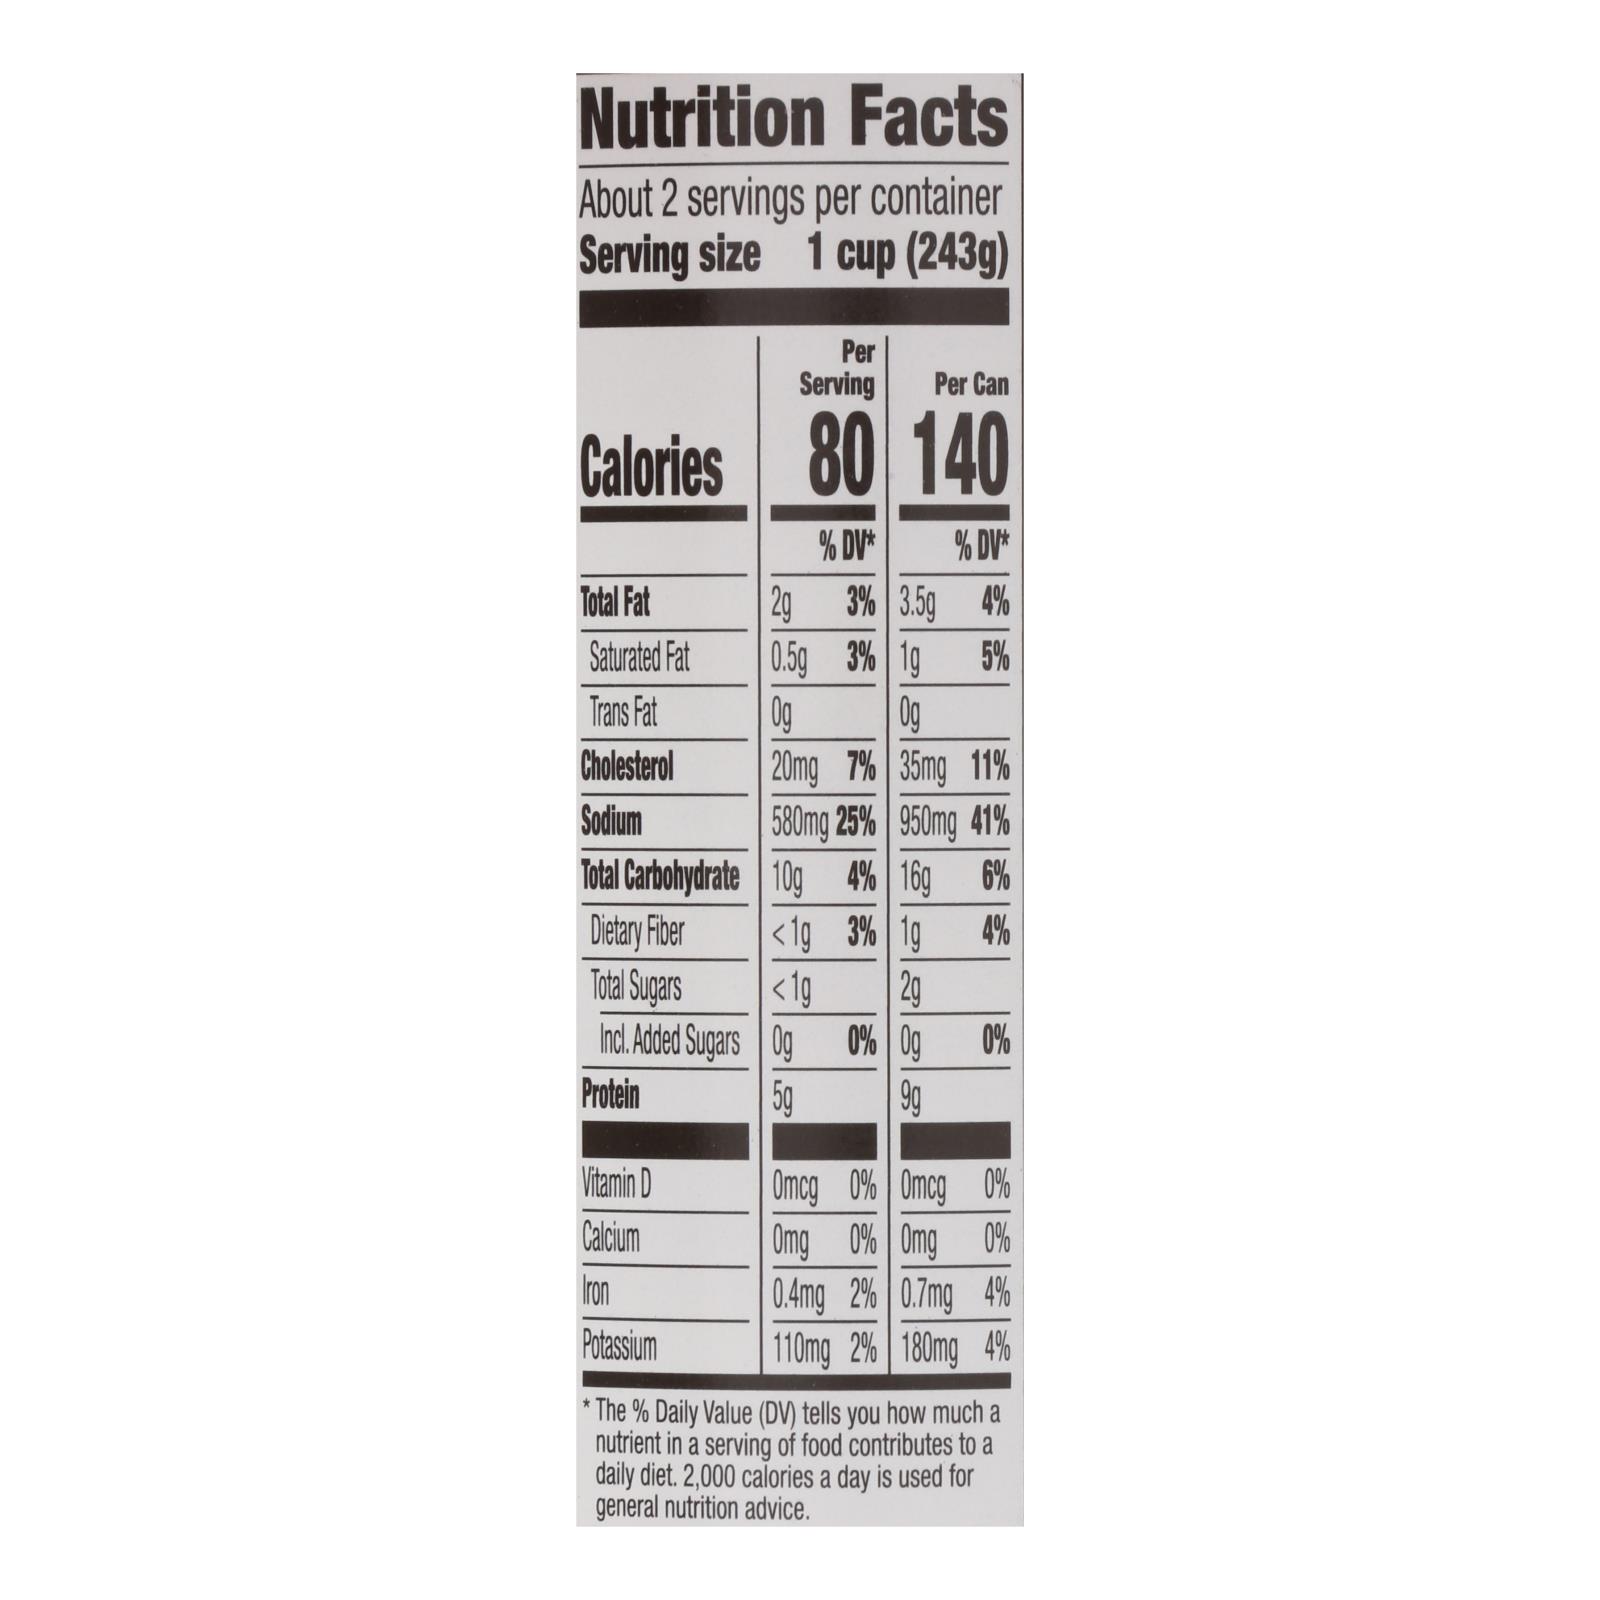 Nutrition Facts
About 2 servings per container
Serving size 1 cup (243g)
Per
Serving Per Can
Calories 80 140
% DV* % DV*
Total Fat 2g 3% 3.5g 4%
Saturated Fat 0.5g 3% 1g 5%
Trans Fat 0g 0g
Cholesterol 20mg 7% 35mg 11%
Sodium 580mg 25% 950mg 41%
Total Carbohydrate 10g 4% 16g 6%
Dietary Fiber <1g 3% 1g 4%
Total Sugars <1g 2g
Incl. Added Sugars 0g 0% 0g 0%
Protein 5g 9g
Vitamin D 0mcg 0% 0mcg 0%
Calcium 0mg 0% 0mg 0%
Iron 0.4mg 2% 0.7mg 4%
Potassium 110mg 2% 180mg 4%
* The % Daily Value (DV) tells you how much a
nutrient in a serving of food contributes to a
daily diet. 2,000 calories a day is used for
general nutrition advice.